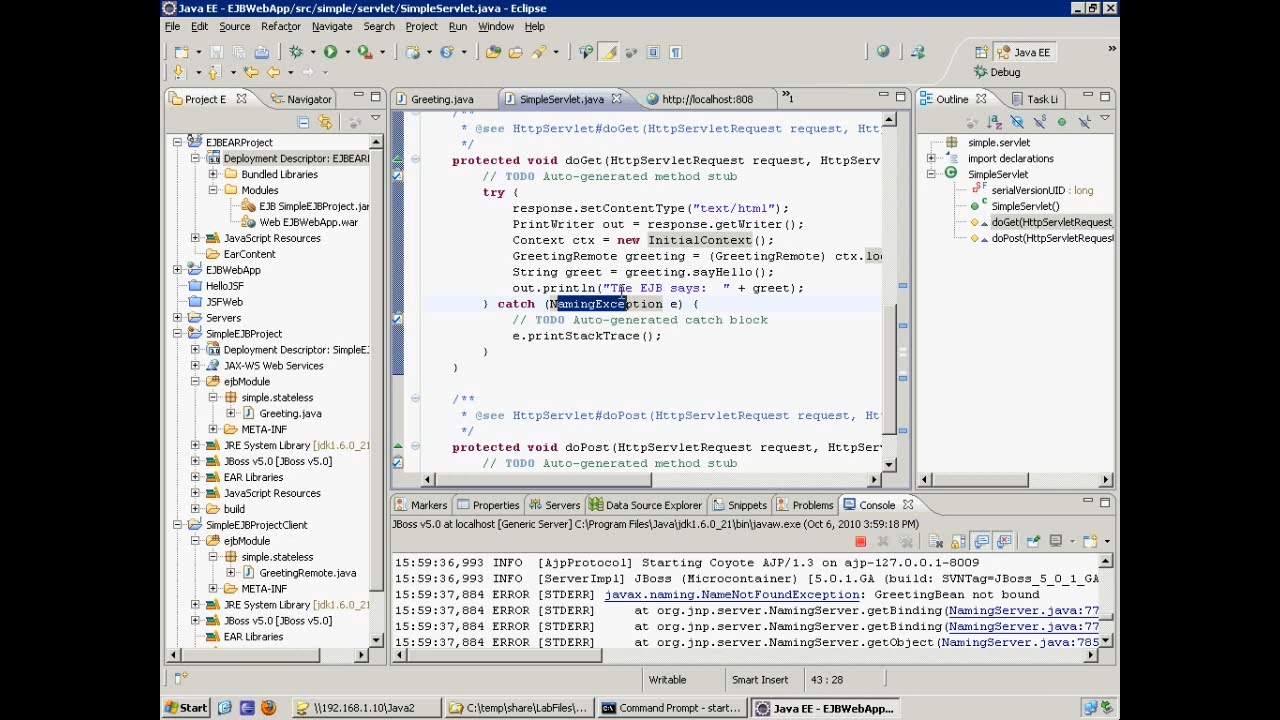 Java EE - EJBWebApp/src/simple/servlet/SimpleServlet.java - Eclipse
File Edit Source Refactor Navigate Search Project Run Window Help
Java EE
Debug
Project E
Navigator
EJBEARProject
Deployment Descriptor: EJBEAR
Bundled Libraries
Modules
EJB SimpleEJBProject.jar
Web EJBWebApp.war
JavaScript Resources
EarContent
EJBWebApp
HelloJSF
JSFWeb
Servers
SimpleEJBProject
Deployment Descriptor: SimpleE
JAX-WS Web Services
ejbModule
simple.stateless
Greeting.java
META-INF
JRE System Library [jdk1.6.0_21
JBoss v5.0 [JBoss v5.0]
EAR Libraries
JavaScript Resources
build
SimpleEJBProjectClient
ejbModule
simple.stateless
GreetingRemote.java
META-INF
JRE System Library [jdk1.6.0_21
JBoss v5.0 [JBoss v5.0]
EAR Libraries
Greeting.java
SimpleServlet.java
http://localhost:808
1
/**
* @see HttpServlet#doGet(HttpServletRequest request, Htt
*/
protected void doGet(HttpServletRequest request, HttpServ
// TODO Auto-generated method stub
try {
response.setContentType("text/html");
PrintWriter out = response.getWriter();
Context ctx = new InitialContext();
GreetingRemote greeting = (GreetingRemote) ctx.lo
String greet = greeting.sayHello();
out.println("The EJB says:  " + greet);
} catch (NamingException e) {
// TODO Auto-generated catch block
e.printStackTrace();
}
}
/**
* @see HttpServlet#doPost(HttpServletRequest request, Ht
*/
protected void doPost(HttpServletRequest request, HttpSer
// TODO Auto-generated method stub
Outline
Task Li
simple.servlet
import declarations
SimpleServlet
serialVersionUID : long
SimpleServlet()
doGet(HttpServletRequest
doPost(HttpServletReques
Markers Properties Servers Data Source Explorer Snippets Problems Console
JBoss v5.0 at localhost [Generic Server] C:\Program Files\Java\jdk1.6.0_21\bin\javaw.exe (Oct 6, 2010 3:59:18 PM)
15:59:36,993 INFO [AjpProtocol] Starting Coyote AJP/1.3 on ajp-127.0.0.1-8009
15:59:36,993 INFO [ServerImpl] JBoss (Microcontainer) [5.0.1.GA (build: SVNTag=JBoss_5_0_1_GA
15:59:37,884 ERROR [STDERR] javax.naming.NameNotFoundException: GreetingBean not bound
15:59:37,884 ERROR [STDERR] at org.jnp.server.NamingServer.getBinding(NamingServer.java:77
15:59:37,884 ERROR [STDERR] at org.jnp.server.NamingServer.getBinding(NamingServer.java:77
15:59:37,884 ERROR [STDERR] at org.jnp.server.NamingServer.getObject(NamingServer.java:785
Writable
Smart Insert
43 : 28
Start
\\192.168.1.10\Java2
C:\temp\share\LabFiles\...
Command Prompt - start...
Java EE - EJBWebApp...